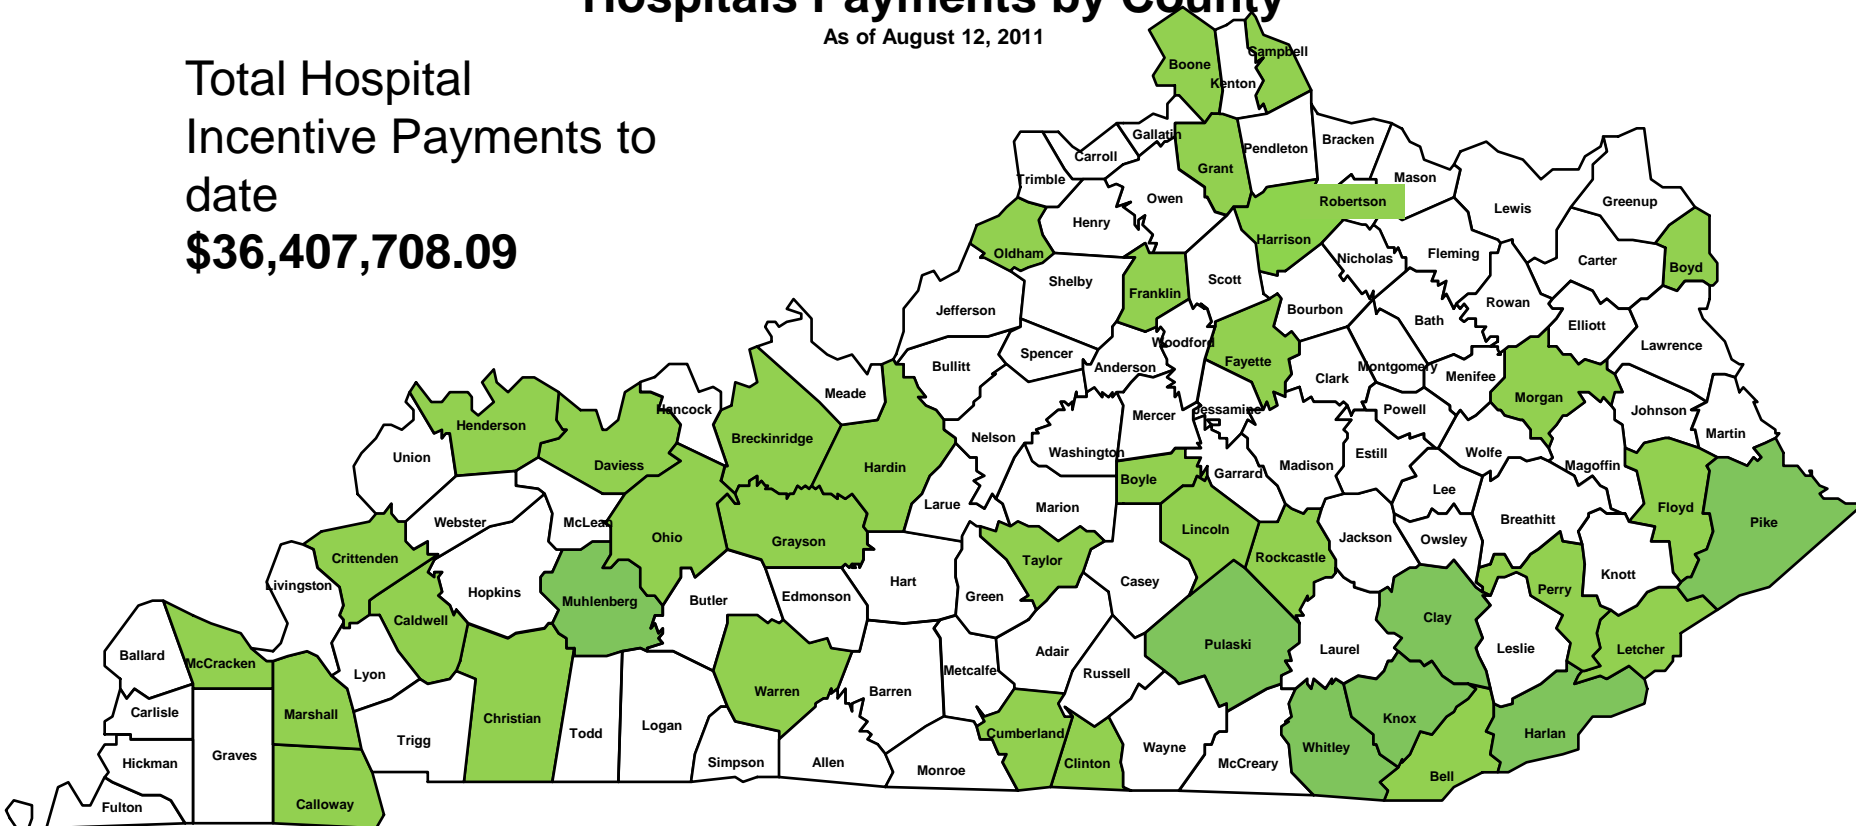 Hospitals Payments by County
As of August 12, 2011
Total Hospital
Incentive Payments to
date
$36,407,708.09
Campbell
Boone
Kenton
Gallatin
Bracken
Pendleton
Carroll
Grant
Trimble
Mason
Owen
Robertson
Greenup
Lewis
Henry
Harrison
Oldham
Fleming
Nicholas
Carter
Boyd
Shelby
Scott
Franklin
Rowan
Jefferson
Bourbon
Bath
Elliott
Woodford
Lawrence
Spencer
Fayette
Bullitt
Anderson
Montgomery
Menifee
Clark
Meade
Morgan
Hancock
Jessamine
Powell
Johnson
Mercer
Henderson
Martin
Breckinridge
Nelson
Washington
Estill
Wolfe
Union
Daviess
Hardin
Madison
Magoffin
Garrard
Boyle
Lee
Larue
Marion
Floyd
Breathitt
Webster
McLean
Pike
Lincoln
Ohio
Grayson
Jackson
Owsley
Crittenden
Rockcastle
Taylor
Knott
Hart
Casey
Livingston
Perry
Hopkins
Edmonson
Green
Muhlenberg
Butler
Clay
Caldwell
Pulaski
Laurel
Leslie
Letcher
Adair
Ballard
McCracken
Metcalfe
Russell
Lyon
Warren
Barren
Carlisle
Marshall
Christian
Knox
Logan
Todd
Cumberland
Harlan
Trigg
Wayne
Whitley
Graves
Hickman
Simpson
Allen
Clinton
McCreary
Monroe
Bell
Calloway
Fulton